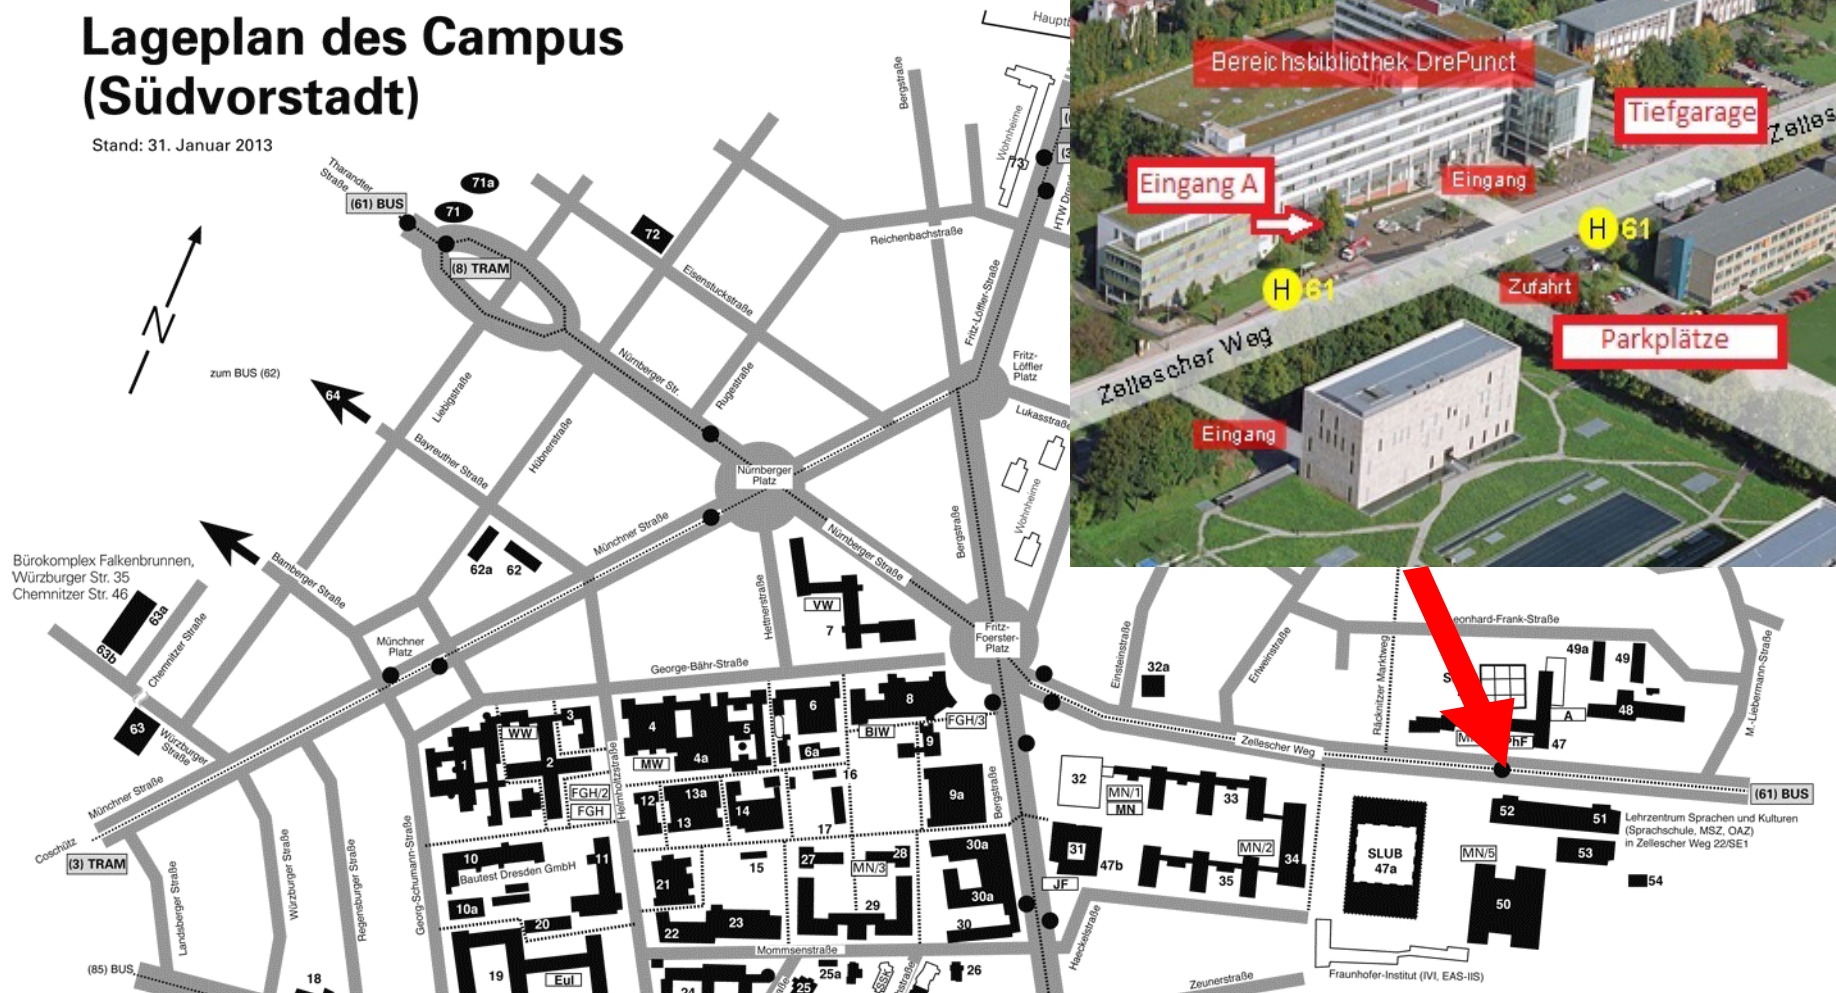 Lageplan des Campus
(Südvorstadt)
Stand: 31. Januar 2013
Tharandter
Straße
(61) BUS
71a
71
(8) TRAM
72
Eisenstuckstraße
Reichenbachstraße
Bergstraße
Wohnheime
73
Fritz-Löffler-Straße
Fritz-
Löffler
Platz
Lukasstraße
Wohnheime
N
zum BUS (62)
64
Liebigstraße
Bayreuther Straße
Hübnerstraße
Nürnberger Str.
Rugestraße
Nürnberger
Platz
Münchner Straße
Nürnberger Straße
Bergstraße
Bürokomplex Falkenbrunnen,
Würzburger Str. 35
Chemnitzer Str. 46
63a
63b
Chemnitzer Straße
Bamberger Straße
62a
62
Münchner
Platz
63
Würzburger
Straße
Münchner Straße
Coschütz
(3) TRAM
Landsberger Straße
Würzburger Straße
Regensburger Straße
Georg-Schumann-Straße
Helmholtzstraße
Hettnerstraße
George-Bähr-Straße
VW
7
Fritz-
Foerster-
Platz
Bereichsbibliothek DrePunct
Tiefgarage
Eingang A
Eingang
H 61
H 61
Zufahrt
Parkplätze
Zellescher Weg
Eingang
Einsteinstraße
32a
Erlweinstraße
Räcknitzer Marktweg
eonhard-Frank-Straße
49a
49
48
A
47
M.-Liebermann-Straße
Zellescher Weg
(61) BUS
1
WW
2
3
FGH/2
FGH
4
4a
5
MW
6
6a
8
BIW
FGH/3
9
9a
16
12
13a
13
14
17
10
Bautest Dresden GmbH
11
10a
20
19
EuI
18
(85) BUS
21
15
27
28
MN/3
29
22
23
30a
30a
30
Mommsenstraße
24
25a
25
26
Bergstraße
32
MN/1
MN
33
31
47b
JF
MN/2
34
35
Haeckelstraße
Zeunerstraße
SLUB
47a
52
51
Lehrzentrum Sprachen und Kulturen
(Sprachschule, MSZ, OAZ)
in Zellescher Weg 22/SE1
MN/5
53
54
50
Fraunhofer-Institut (IVI, EAS-IIS)